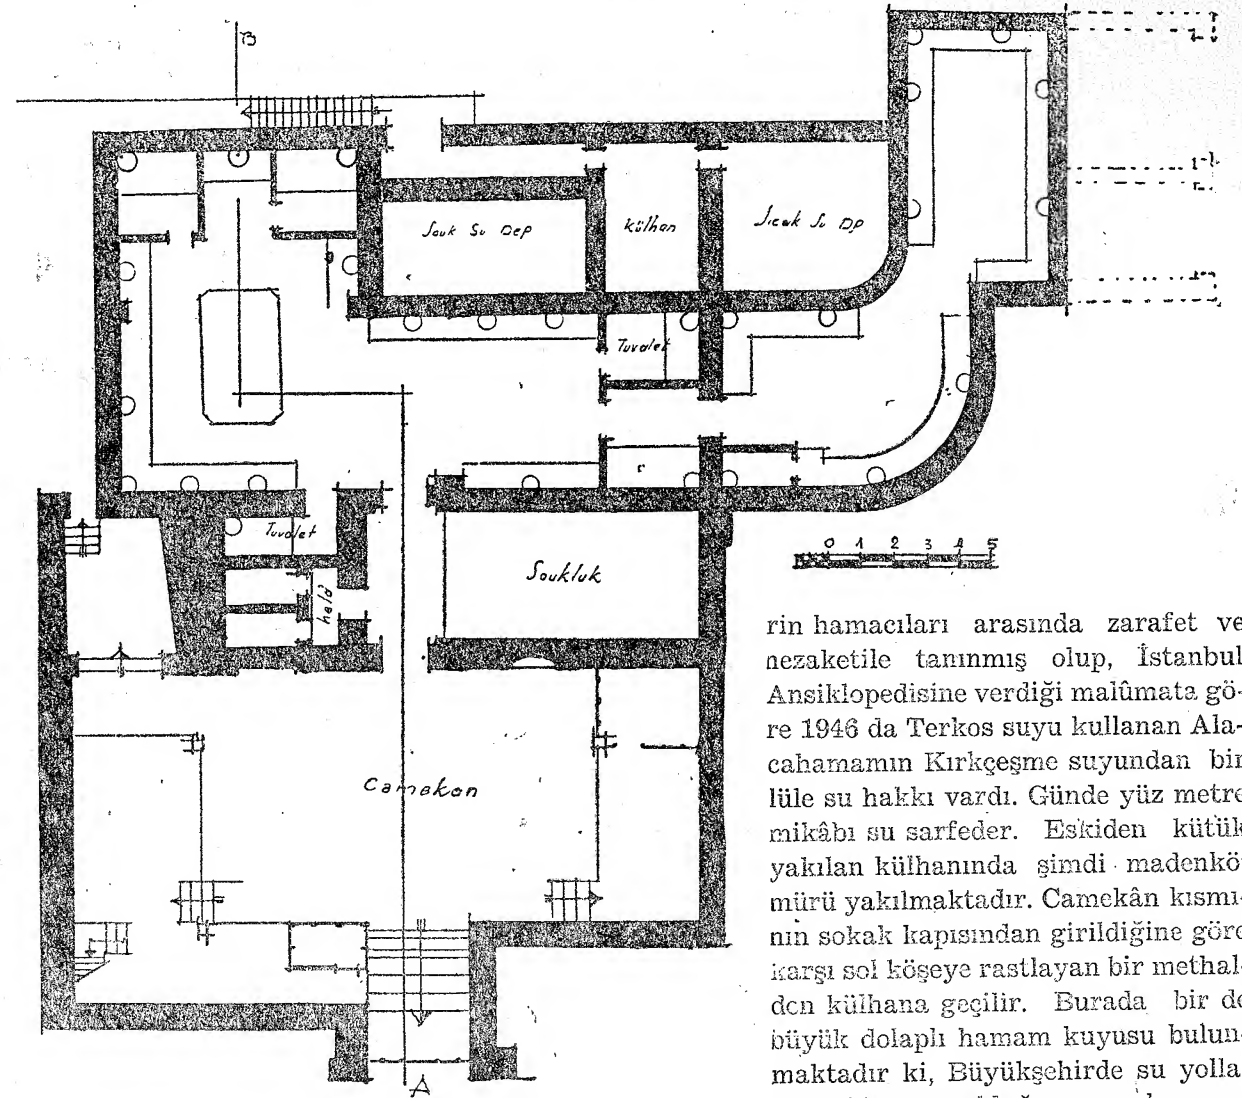 B
Souk Su Dep
Külhan
Sıcak Su Dp
Tuvalet
Tuvalet
helâ
Soukluk
Camekan
A
0 1 2 3 4 5
rin hamacıları arasında zarafet ve
nezaketile tanınmış olup, İstanbul
Ansiklopedisine verdiği malûmata gö-
re 1946 da Terkos suyu kullanan Ala-
cahamamın Kırkçeşme suyundan bir
lüle su hakkı vardı. Günde yüz metre
mikâbı su sarfeder. Eskiden kütük
yakılan külhanında şimdi madenkö-
mürü yakılmaktadır. Camekân kısmı-
nin sokak kapısından girildiğine göre
karşı sol köşeye rastlayan bir methal-
den külhana geçilir. Burada bir de
büyük dolaplı hamam kuyusu bulun-
maktadır ki, Büyükşehirde su yolla-